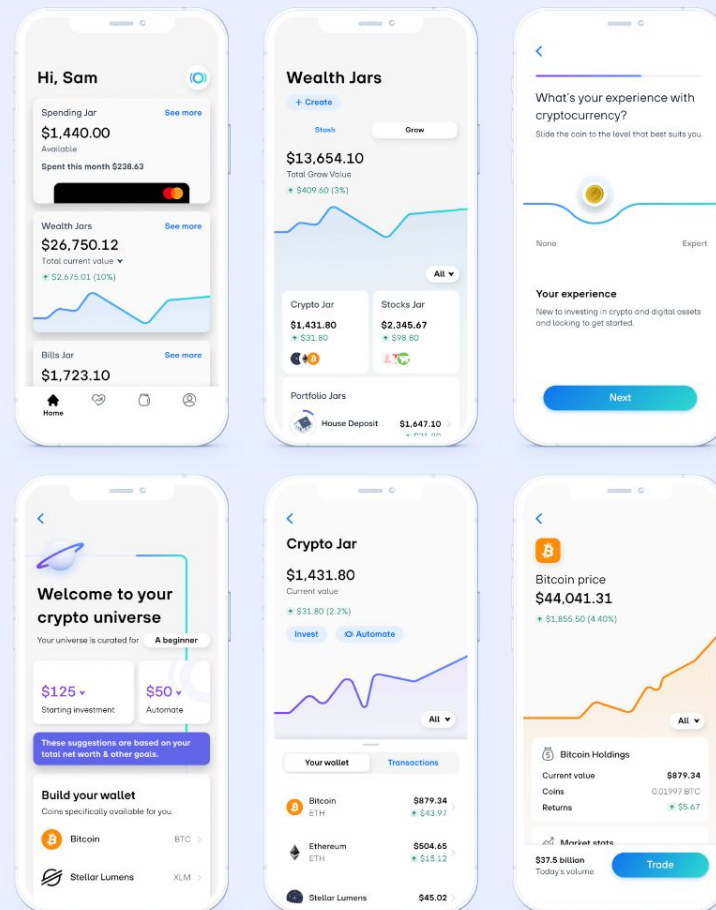 Hi, Sam
Spending Jar See more
$1,440.00
Available
Spent this month $238.63
Wealth Jars See more
$26,750.12
Total current value
$2,675.01 (10%)
Bills Jar See more
$1,723.10
Home
Wealth Jars
+ Create
Stash Grow
$13,654.10
Total Grow Value
$409.60 (3%)
All
Crypto Jar Stocks Jar
$1,431.80 $2,345.67
$31.80 $98.80
Portfolio Jars
House Deposit $1,647.10
What's your experience with
cryptocurrency?
Slide the coin to the level that best suits you.
None Expert
Your experience
New to investing in crypto and digital assets
and looking to get started.
Next
Welcome to your
crypto universe
Your universe is curated for A beginner
$125 $50
Starting investment Automate
These suggestions are based on your
total net worth & other goals.
Build your wallet
Coins specifically available for you.
Bitcoin BTC
Stellar Lumens XLM
Crypto Jar
$1,431.80
Current value
$31.80 (2.2%)
Invest Automate
All
Your wallet Transactions
Bitcoin $879.34
ETH $43.97
Ethereum $504.65
ETH $15.12
Stellar Lumens $45.02
Bitcoin price
$44,041.31
$1,855.50 (4.40%)
All
Bitcoin Holdings
Current value $879.34
Coins 0.01997 BTC
Returns $5.67
Market stats
$37.5 billion
Today's volume
Trade